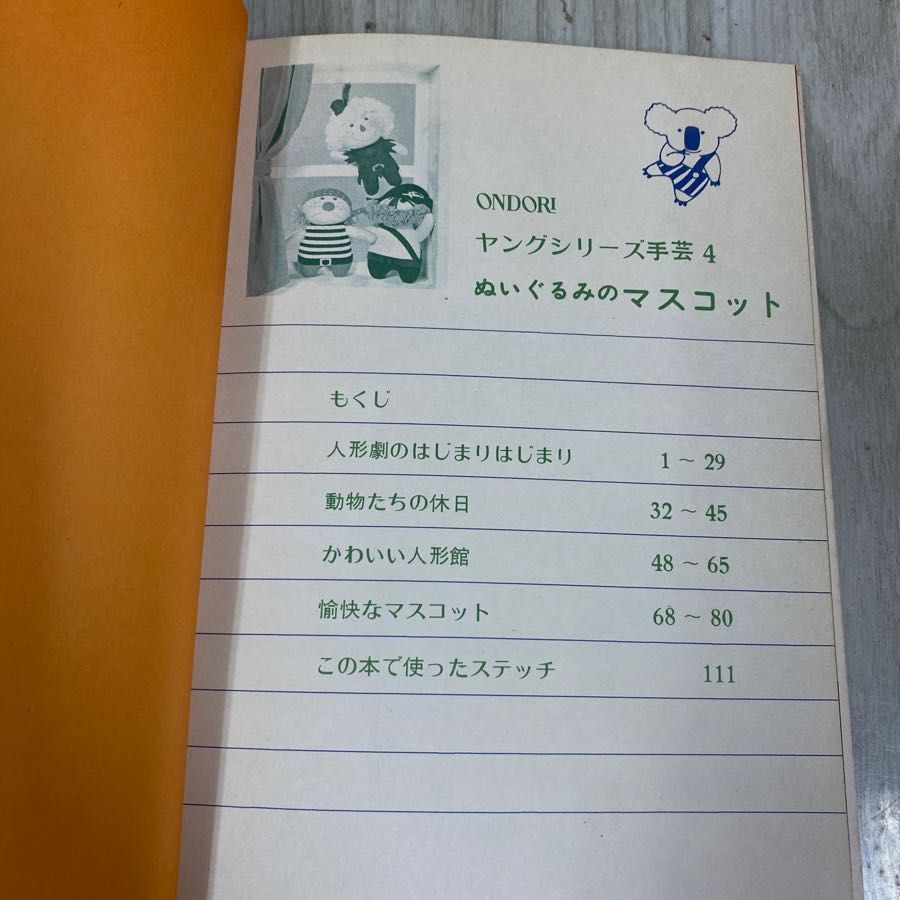 ONDORI
ヤングシリーズ手芸 4
ぬいぐるみのマスコット
もくじ
人形劇のはじまりはじまり 1 〜 29
動物たちの休日 32 〜 45
かわいい人形館 48 〜 65
愉快なマスコット 68 〜 80
この本で使ったステッチ 111